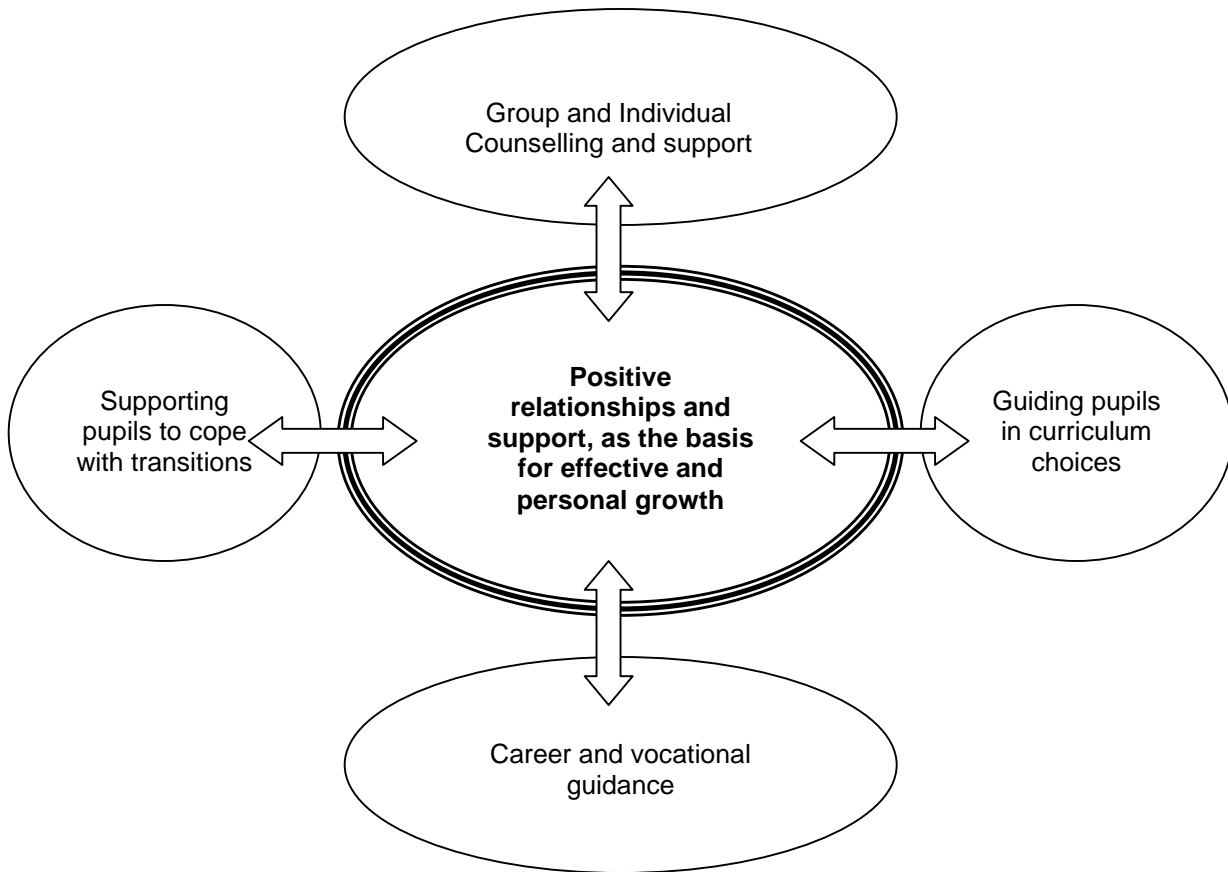 Group and Individual
Counselling and support
Supporting
pupils to cope
with transitions
Positive
relationships and
support, as the basis
for effective and
personal growth
Guiding pupils
in curriculum
choices
Career and vocational
guidance